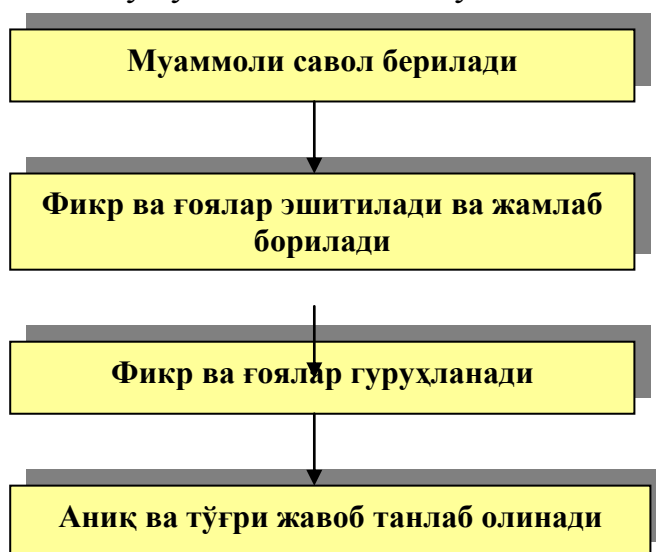 Муаммоли савол берилади
Фикр ва ғоялар эшитилади ва жамлаб
борилади
Фикр ва ғоялар гуруҳланади
Аниқ ва тўғри жавоб танлаб олинади